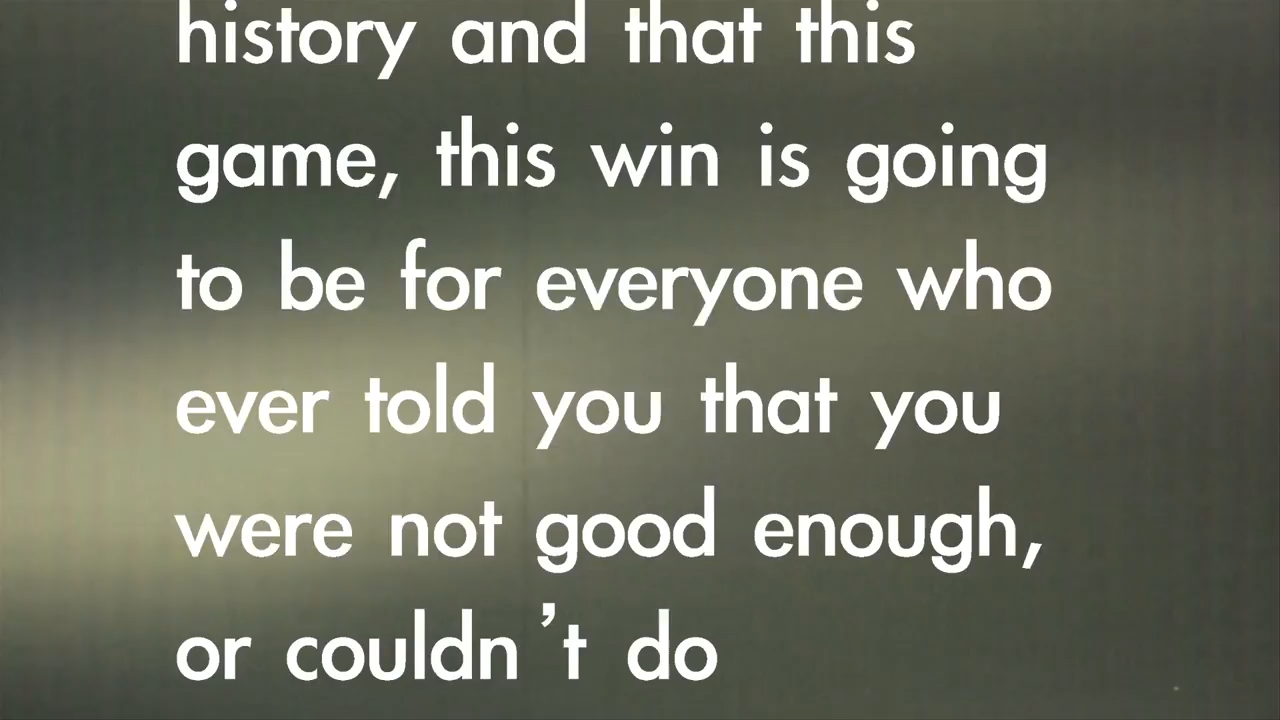 history and that this
game, this win is going
to be for everyone who
ever told you that you
were not good enough,
or couldn’t do